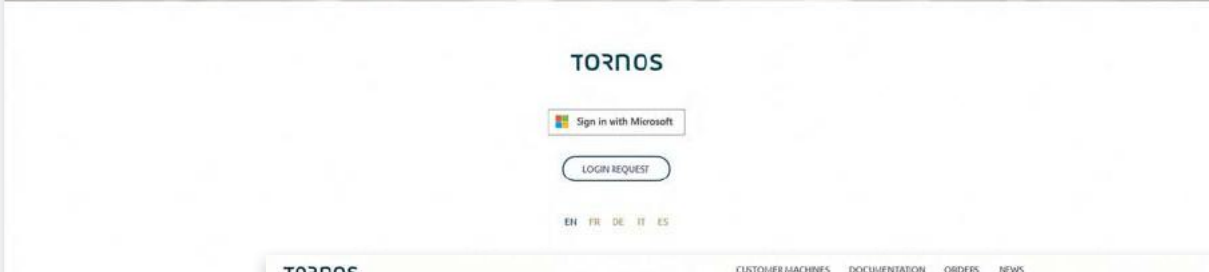 TORNOS
Sign in with Microsoft
LOGIN REQUEST
EN FR DE IT ES
TORNOS CUSTOMER MACHINES DOCUMENTATION ORDERS NEWS